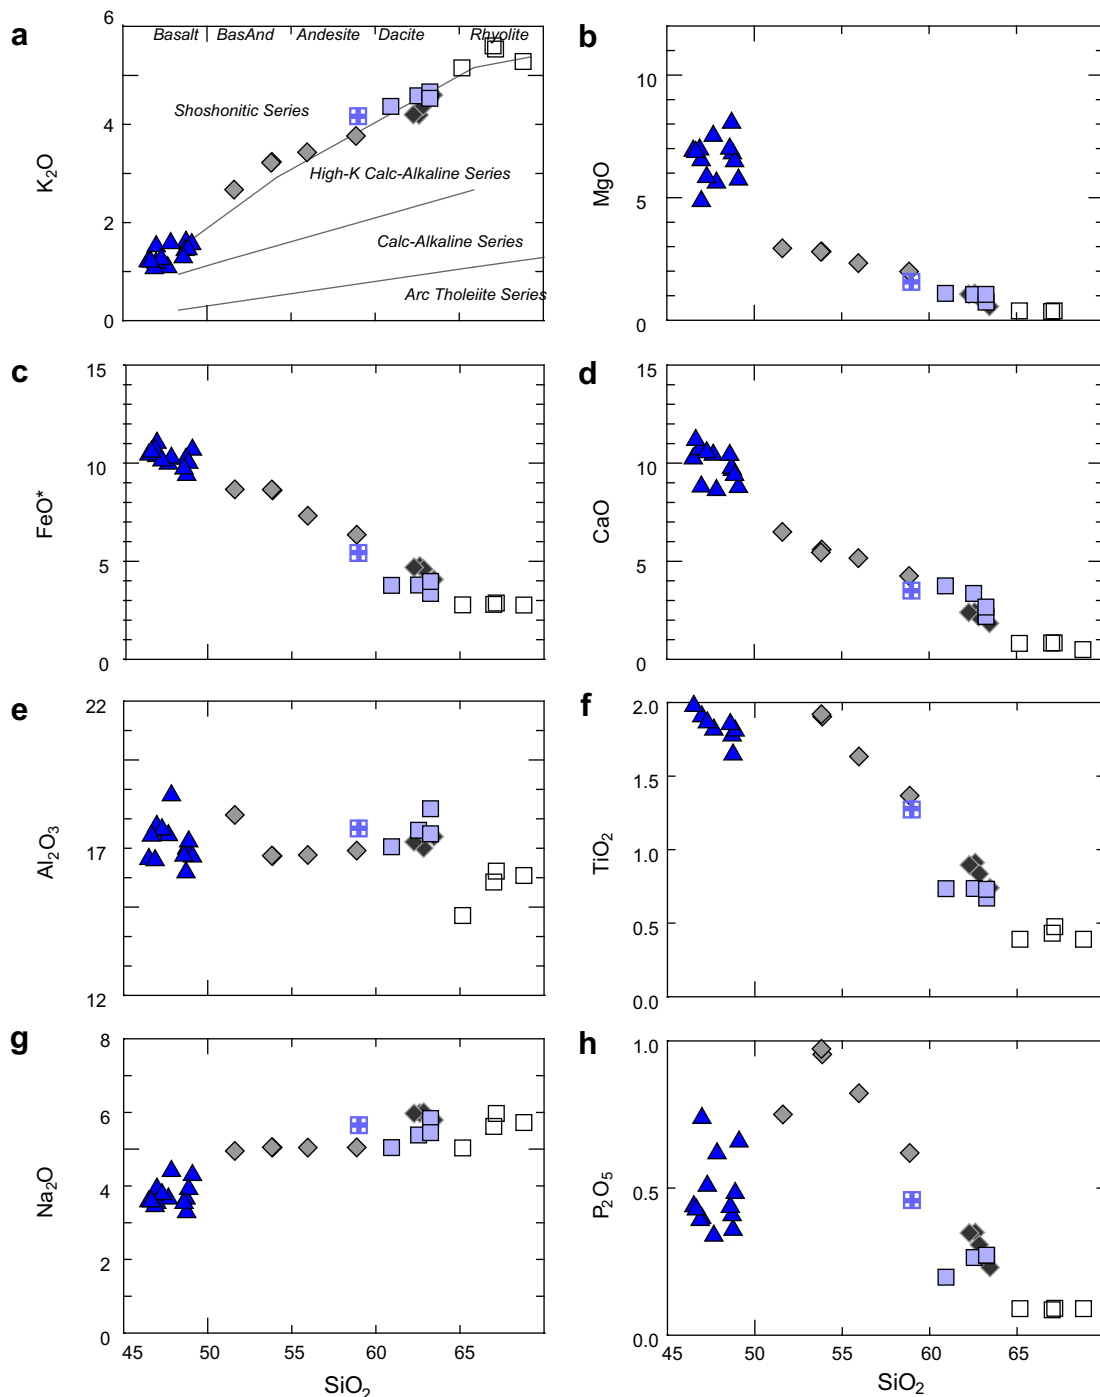 a
6
4
2
0
K2O
Basalt
BasAnd
Andesite
Dacite
Rhyolite
Shoshonitic Series
High-K Calc-Alkaline Series
Calc-Alkaline Series
Arc Tholeiite Series
b
10
5
0
MgO
c
15
10
5
0
FeO*
d
15
10
5
0
CaO
e
22
17
12
Al2O3
f
2.0
1.5
1.0
0.5
0.0
TiO2
g
8
6
4
2
0
Na2O
45 50 55 60 65
SiO2
h
1.0
0.5
0.0
P2O5
45 50 55 60 65
SiO2